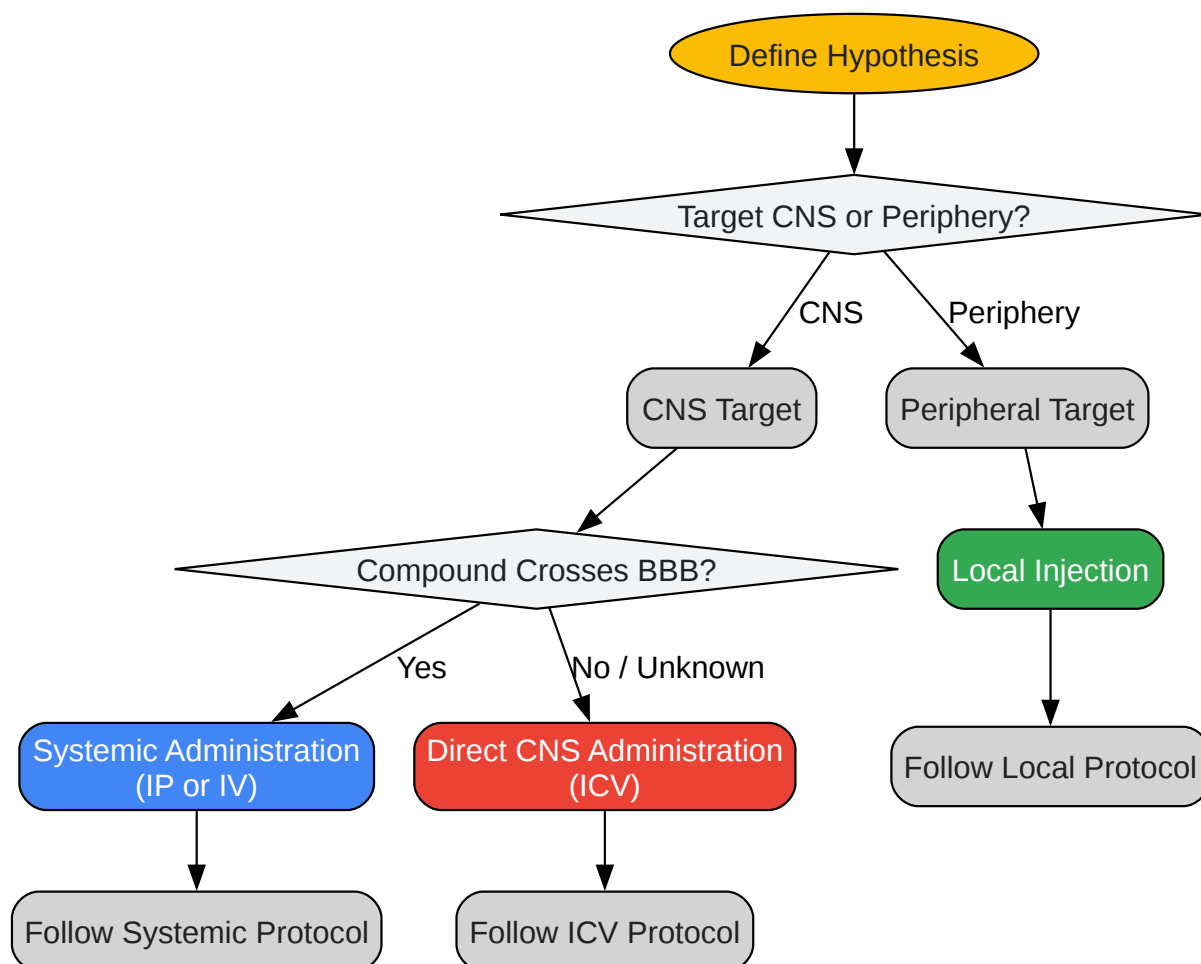 Define Hypothesis
Target CNS or Periphery?
CNS
Periphery
CNS Target
Peripheral Target
Compound Crosses BBB?
Local Injection
Yes
No / Unknown
Systemic Administration
(IP or IV)
Direct CNS Administration
(ICV)
Follow Local Protocol
Follow Systemic Protocol
Follow ICV Protocol